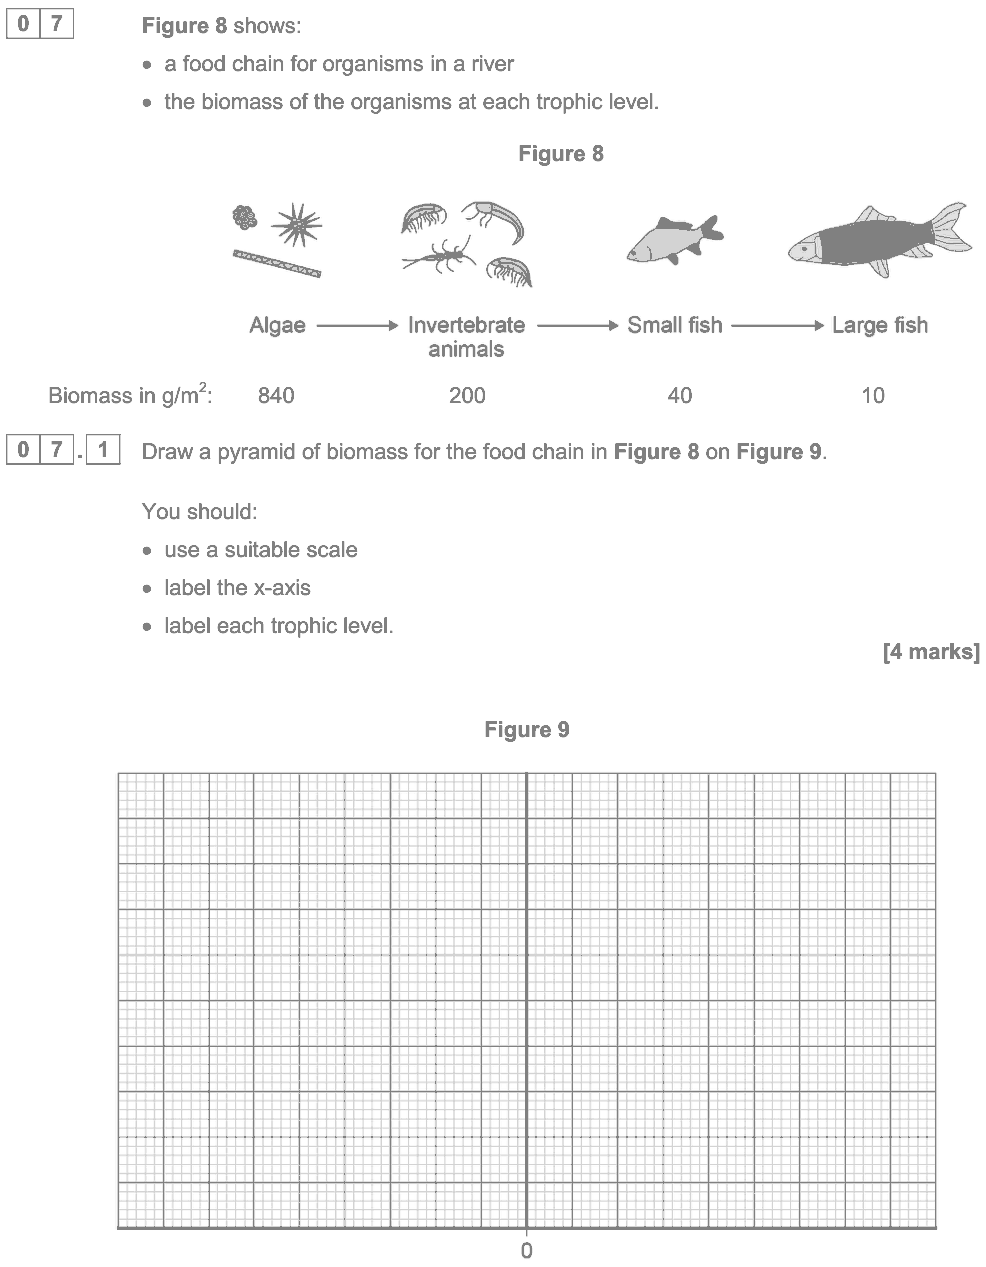 0 7 Figure 8 shows:
• a food chain for organisms in a river
• the biomass of the organisms at each trophic level.
Figure 8
Algae Invertebrate animals Small fish Large fish
Biomass in g/m²: 840 200 40 10
0 7 . 1 Draw a pyramid of biomass for the food chain in Figure 8 on Figure 9.
You should:
• use a suitable scale
• label the x-axis
• label each trophic level.
[4 marks]
Figure 9
0